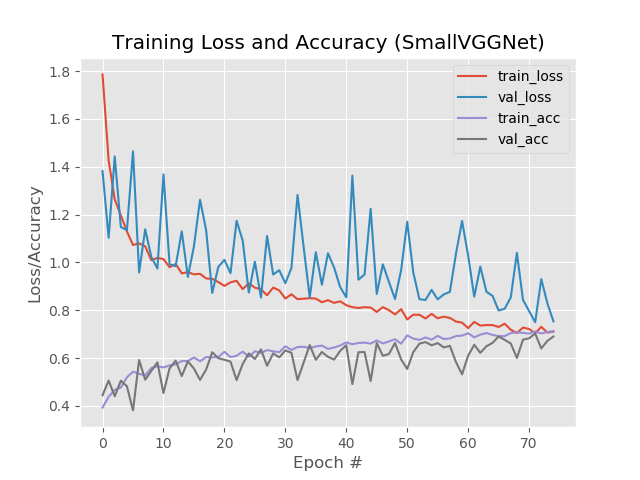 Training Loss and Accuracy (SmallVGGNet)
train_loss
val_loss
train_acc
val_acc
Loss/Accuracy
1.8
1.6
1.4
1.2
1.0
0.8
0.6
0.4
0 10 20 30 40 50 60 70
Epoch #